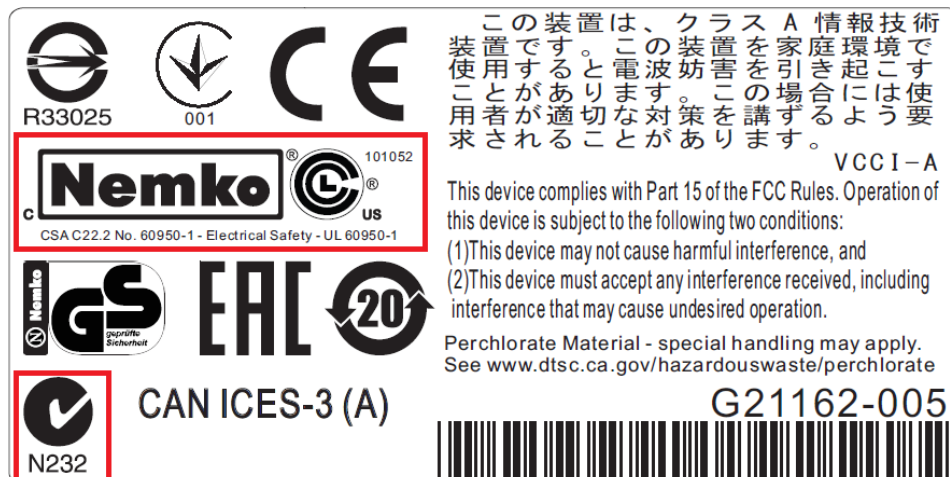 R33025
001
CE
Nemko® ® 101052
C US
CSA C22.2 No. 60950-1 - Electrical Safety - UL 60950-1
Nemko
GS
geprüfte
Sicherheit
EAC
20
N232
CAN ICES-3 (A)
この装置は、クラス A 情報技術
装置です。この装置を家庭環境で
使用すると電波妨害を引き起こす
ことがあります。この場合には使
用者が適切な対策を講ずるよう要
求されることがあります。
VCCI-A
This device complies with Part 15 of the FCC Rules. Operation of
this device is subject to the following two conditions:
(1)This device may not cause harmful interference, and
(2)This device must accept any interference received, including
interference that may cause undesired operation.
Perchlorate Material - special handling may apply.
See www.dtsc.ca.gov/hazardouswaste/perchlorate
G21162-005